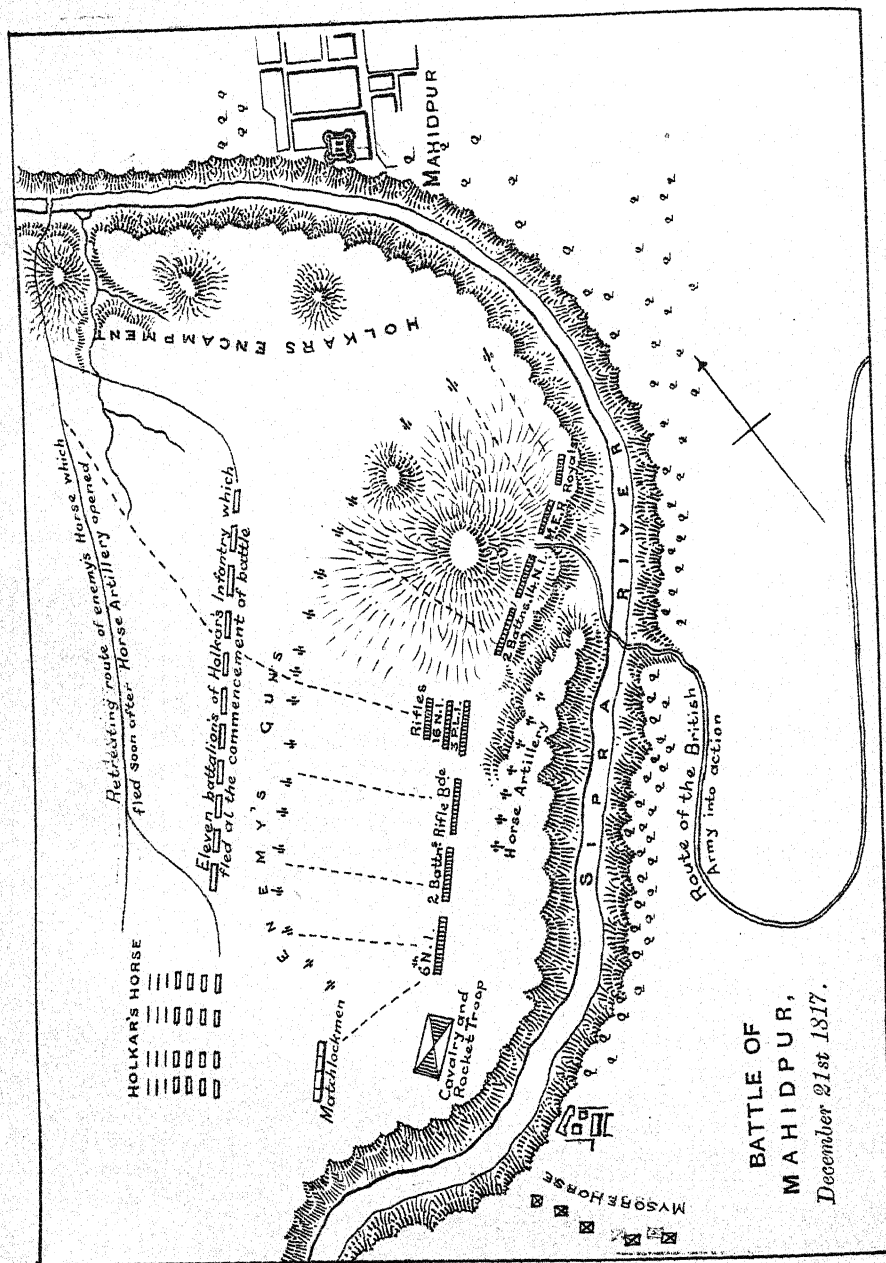 BATTLE OF
MAHIDPUR,
December 21st 1817.
MAHIDPUR
HOLKARS ENCAMPMENT
Retreating route of enemy's Horse which
fled soon after Horse Artillery opened
Eleven battalions of Holkar's Infantry which
fled at the commencement of battle
HOLKAR'S HORSE
ENEMY'S GUNS
Royals
M.E.R
2 Battns. 14 N.I.
Rifles
16 N.I.
3 P.L.I.
2 Battns Rifle Bde
6th N.I.
Horse Artillery
Matchlockmen
Cavalry and
Rocket Troop
SIPRA RIVER
Route of the British
Army into action
MYSORE HORSE